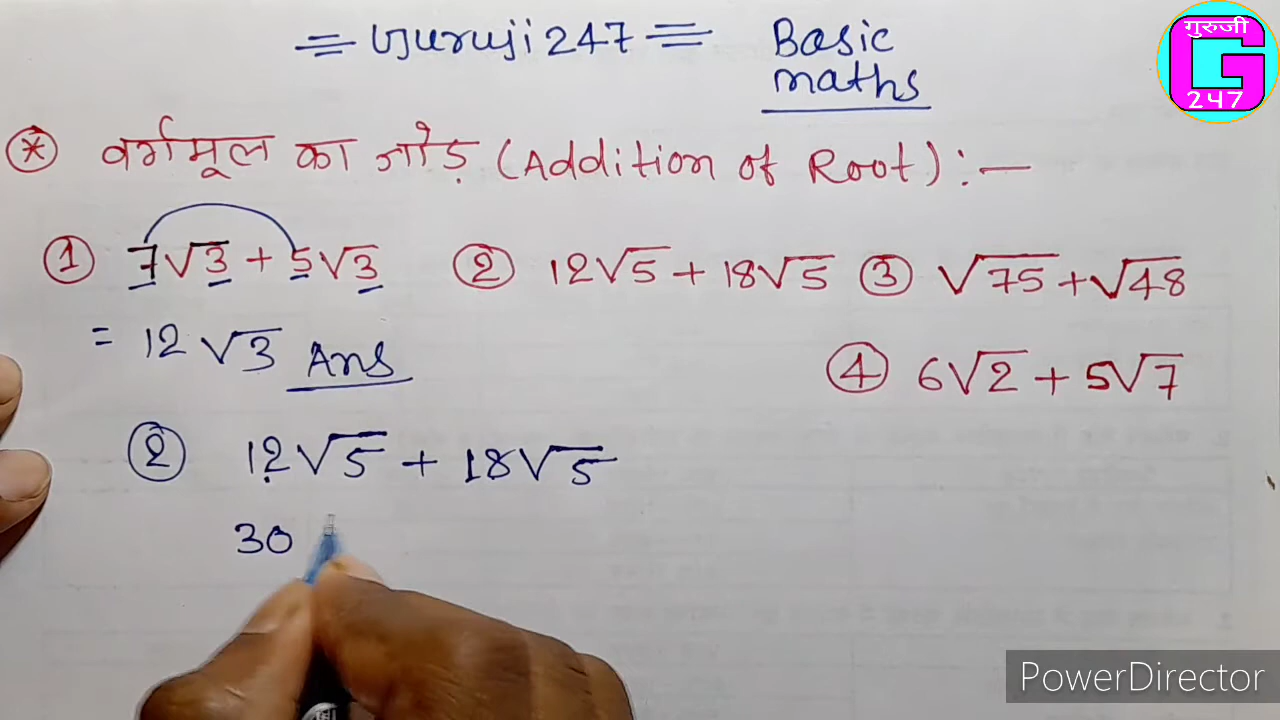 = Guruji247 = Basic maths
गुरुजी
G
247
* वर्गमूल का जोड़ (Addition of Root) :-
① 7√3 + 5√3 ② 12√5 + 18√5 ③ √75 + √48
= 12√3 Ans
④ 6√2 + 5√7
② 12√5 + 18√5
30
PowerDirector